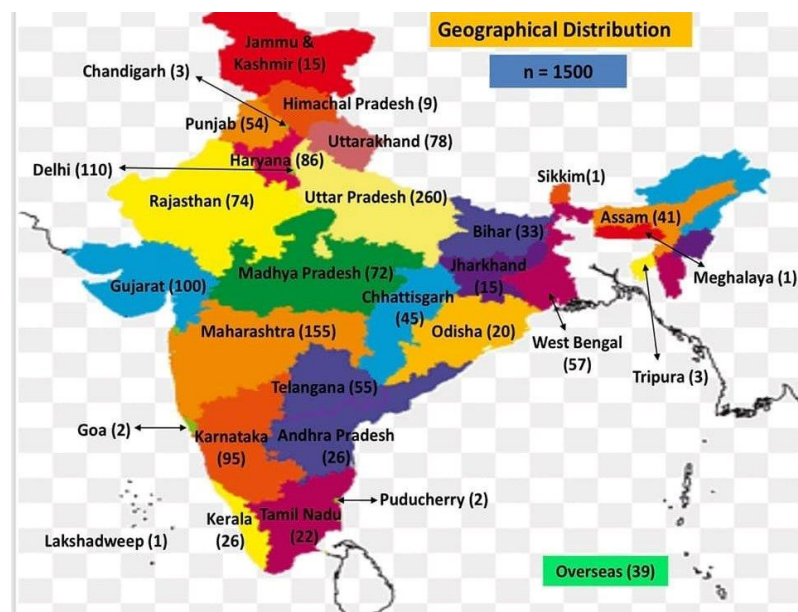 Geographical Distribution
n = 1500
Jammu &
Kashmir (15)
Chandigarh (3)
Himachal Pradesh (9)
Punjab (54)
Uttarakhand (78)
Haryana (86)
Delhi (110)
Rajasthan (74)
Uttar Pradesh (260)
Sikkim(1)
Assam (41)
Bihar (33)
Meghalaya (1)
Jharkhand
(15)
Madhya Pradesh (72)
Gujarat (100)
Chhattisgarh
(45)
Maharashtra (155)
Odisha (20)
West Bengal
(57)
Tripura (3)
Telangana (55)
Goa (2)
Karnataka
(95)
Andhra Pradesh
(26)
Puducherry (2)
Kerala
(26)
Tamil Nadu
(22)
Lakshadweep (1)
Overseas (39)